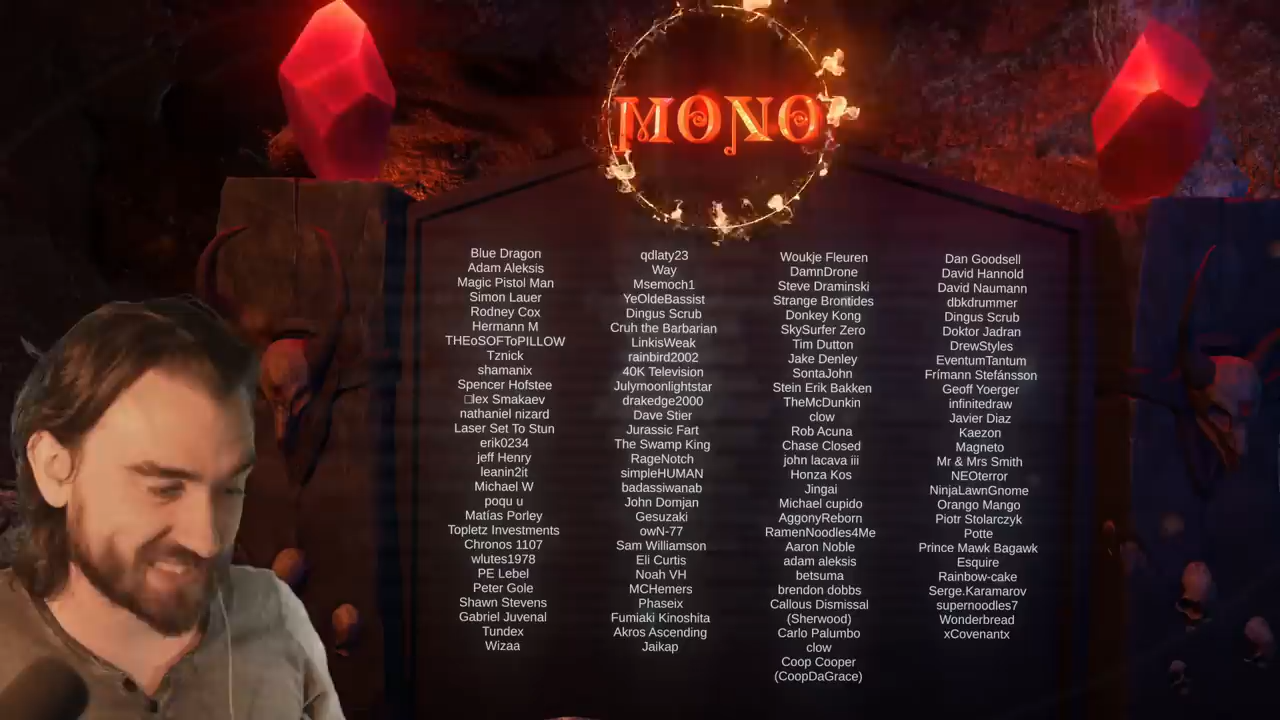 MONO
Blue Dragon
Adam Aleksis
Magic Pistol Man
Simon Lauer
Rodney Cox
Hermann M
THEoSOFToPILLOW
Tznick
shamanix
Spencer Hofstee
□lex Smakaev
nathaniel nizard
Laser Set To Stun
erik0234
jeff Henry
leanin2it
Michael W
poqu u
Matías Porley
Topletz Investments
Chronos 1107
wlutes1978
PE Lebel
Peter Gole
Shawn Stevens
Gabriel Juvenal
Tundex
Wizaa
qdlaty23
Way
Msemoch1
YeOldeBassist
Dingus Scrub
Cruh the Barbarian
LinkisWeak
rainbird2002
40K Television
Julymoonlightstar
drakedge2000
Dave Stier
Jurassic Fart
The Swamp King
RageNotch
simpleHUMAN
badassiwanab
John Domjan
Gesuzaki
owN-77
Sam Williamson
Eli Curtis
Noah VH
MCHemers
Phaseix
Fumiaki Kinoshita
Akros Ascending
Jaikap
Woukje Fleuren
DamnDrone
Steve Draminski
Strange Brontides
Donkey Kong
SkySurfer Zero
Tim Dutton
Jake Denley
SontaJohn
Stein Erik Bakken
TheMcDunkin
clow
Rob Acuna
Chase Closed
john lacava iii
Honza Kos
Jingai
Michael cupido
AggonyReborn
RamenNoodles4Me
Aaron Noble
adam aleksis
betsuma
brendon dobbs
Callous Dismissal
(Sherwood)
Carlo Palumbo
clow
Coop Cooper
(CoopDaGrace)
Dan Goodsell
David Hannold
David Naumann
dbkdrummer
Dingus Scrub
Doktor Jadran
DrewStyles
EventumTantum
Frímann Stefánsson
Geoff Yoerger
infinitedraw
Javier Diaz
Kaezon
Magneto
Mr & Mrs Smith
NEOterror
NinjaLawnGnome
Orango Mango
Piotr Stolarczyk
Potte
Prince Mawk Bagawk
Esquire
Rainbow-cake
Serge.Karamarov
supernoodles7
Wonderbread
xCovenantx